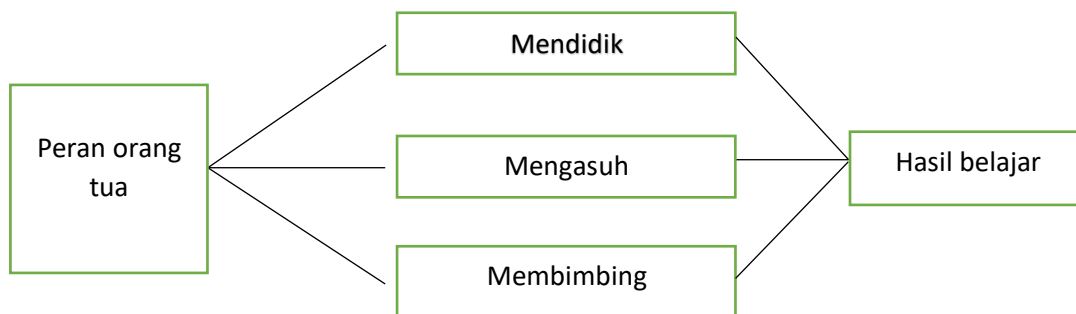 Peran orang
tua
Mendidik
Mengasuh
Membimbing
Hasil belajar